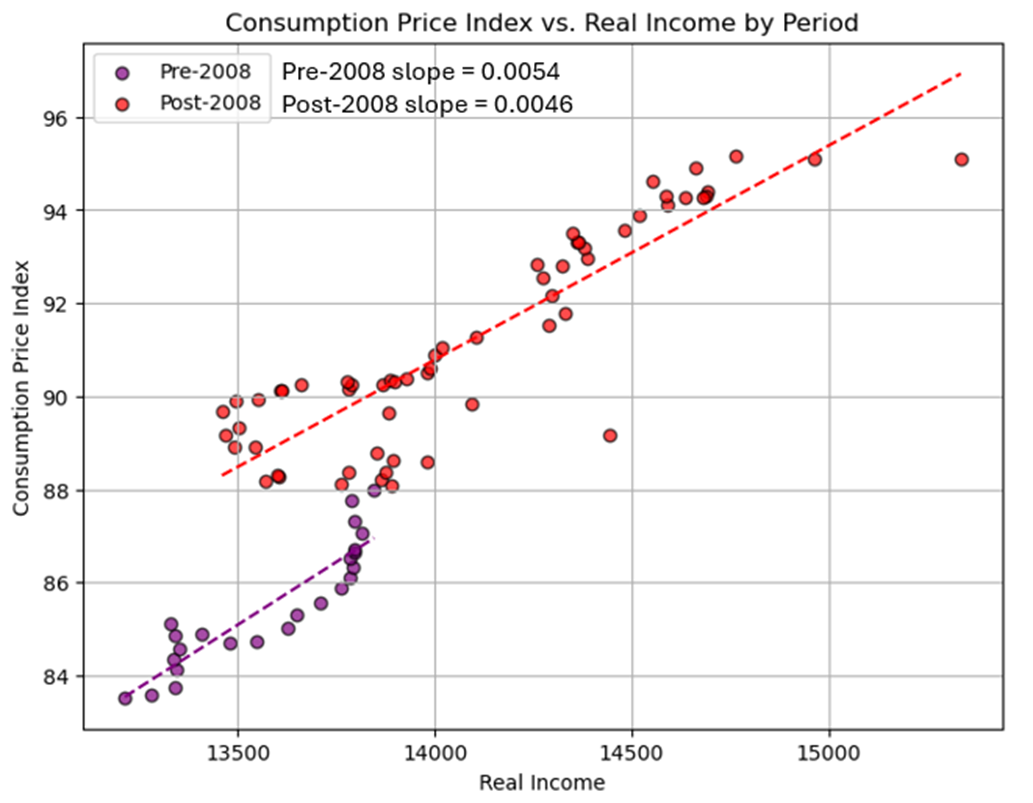 Consumption Price Index vs. Real Income by Period
Pre-2008 Pre-2008 slope = 0.0054
Post-2008 Post-2008 slope = 0.0046
96
94
92
90
88
86
84
Consumption Price Index
13500 14000 14500 15000
Real Income